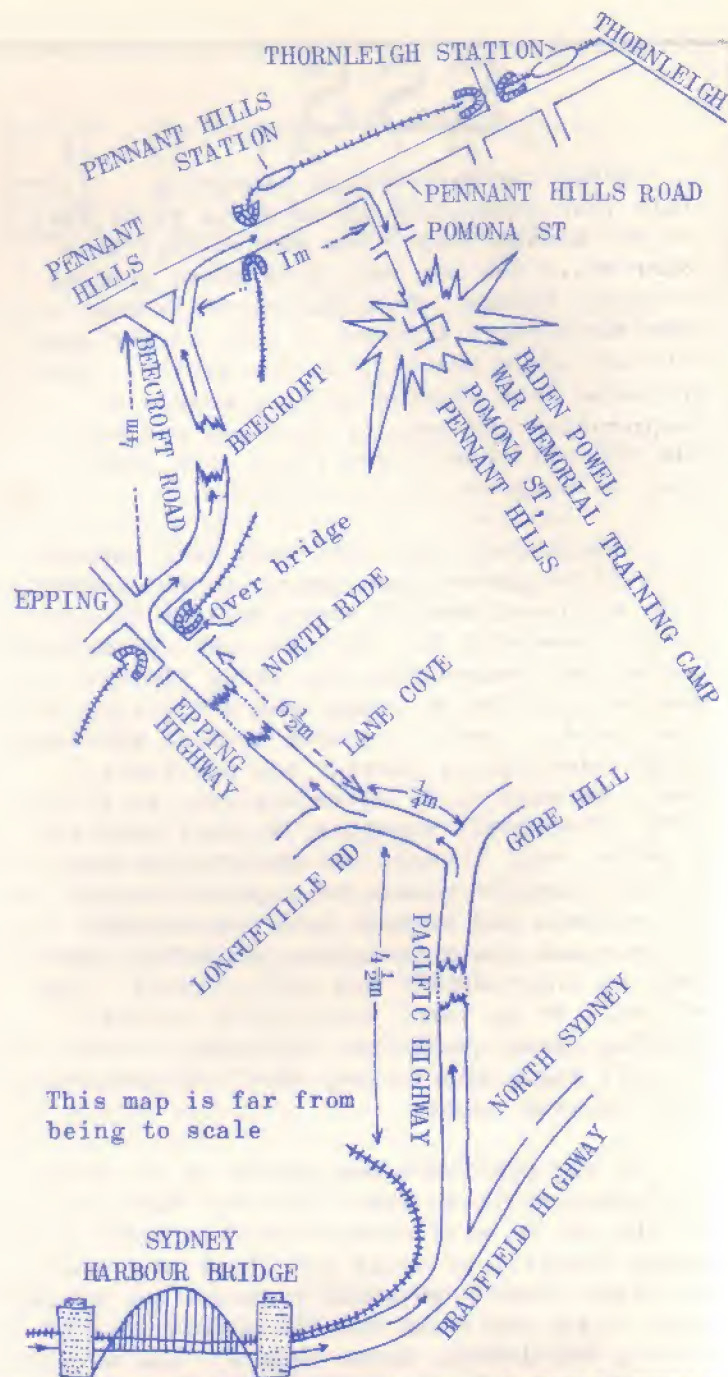 THORNLEIGH STATION
THORNLEIGH
PENNANT HILLS
STATION
PENNANT HILLS ROAD
POMONA ST
PENNANT
HILLS
1m
BADEN POWEL
WAR MEMORIAL TRAINING CAMP
POMONA ST,
PENNANT HILLS
BEECROFT
BEECROFT ROAD
4m
EPPING
Over bridge
NORTH RYDE
6½m
LANE COVE
EPPING
HIGHWAY
¼m
GORE HILL
LONGUEVILLE RD
4½m
PACIFIC HIGHWAY
NORTH SYDNEY
BRADFIELD HIGHWAY
This map is far from
being to scale
SYDNEY
HARBOUR BRIDGE